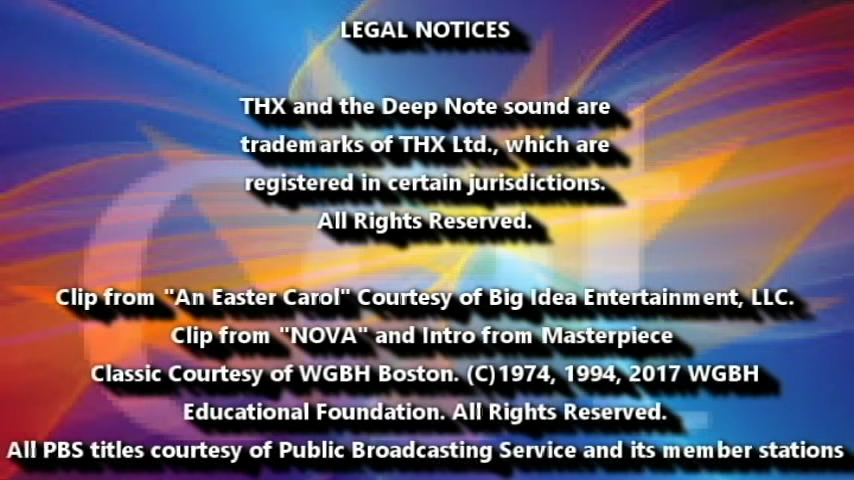 LEGAL NOTICES
THX and the Deep Note sound are
trademarks of THX Ltd., which are
registered in certain jurisdictions.
All Rights Reserved.
Clip from "An Easter Carol" Courtesy of Big Idea Entertainment, LLC.
Clip from "NOVA" and Intro from Masterpiece
Classic Courtesy of WGBH Boston. (C)1974, 1994, 2017 WGBH
Educational Foundation. All Rights Reserved.
All PBS titles courtesy of Public Broadcasting Service and its member stations